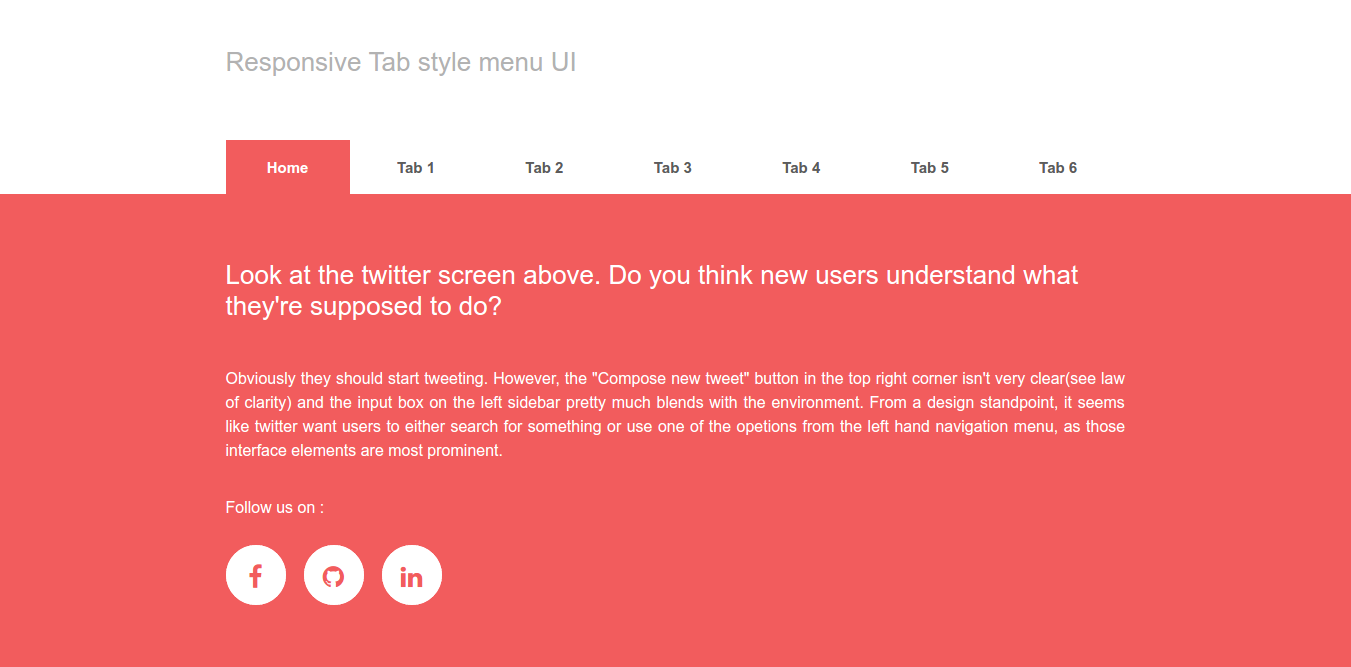 Responsive Tab style menu UI
Home Tab 1 Tab 2 Tab 3 Tab 4 Tab 5 Tab 6
Look at the twitter screen above. Do you think new users understand what
they're supposed to do?
Obviously they should start tweeting. However, the "Compose new tweet" button in the top right corner isn't very clear(see law
of clarity) and the input box on the left sidebar pretty much blends with the environment. From a design standpoint, it seems
like twitter want users to either search for something or use one of the opetions from the left hand navigation menu, as those
interface elements are most prominent.
Follow us on :